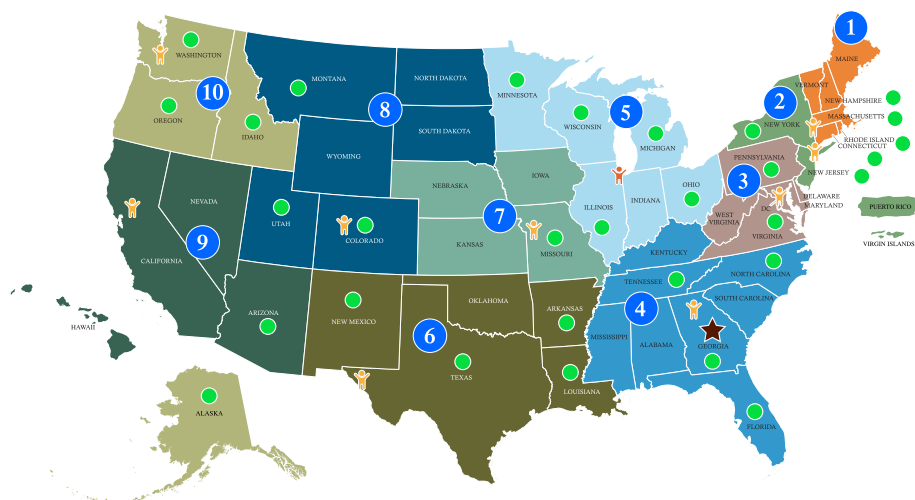 1
MAINE
WASHINGTON
MONTANA
NORTH DAKOTA
MINNESOTA
VERMONT
10
8
5
2
NEW HAMPSHIRE
OREGON
IDAHO
SOUTH DAKOTA
WISCONSIN
MICHIGAN
NEW YORK
MASSACHUSETTS
RHODE ISLAND
CONNECTICUT
WYOMING
PENNSYLVANIA
NEW JERSEY
IOWA
NEBRASKA
OHIO
3
NEVADA
ILLINOIS
INDIANA
DELAWARE
MARYLAND
DC
PUERTO RICO
UTAH
COLORADO
7
WEST
VIRGINIA
VIRGINIA
9
KANSAS
MISSOURI
KENTUCKY
VIRGIN ISLANDS
CALIFORNIA
NORTH CAROLINA
TENNESSEE
OKLAHOMA
SOUTH CAROLINA
ARIZONA
NEW MEXICO
ARKANSAS
4
HAWAII
6
MISSISSIPPI
ALABAMA
GEORGIA
TEXAS
LOUISIANA
ALASKA
FLORIDA